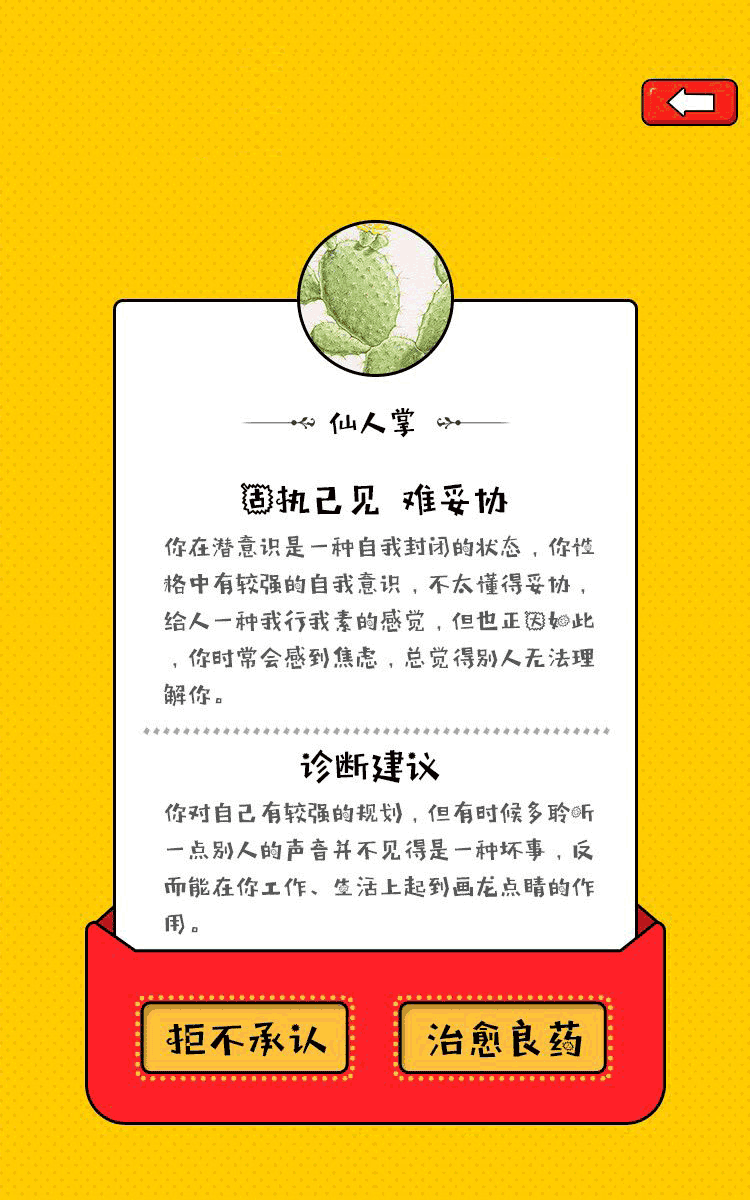 仙人掌
固执己见 难妥协
你在潜意识是一种自我封闭的状态，你性
格中有较强的自我意识，不太懂得妥协，
给人一种我行我素的感觉，但也正因如此
，你时常会感到焦虑，总觉得别人无法理
解你。
诊断建议
你对自己有较强的规划，但有时候多聆听
一点别人的声音并不见得是一种坏事，反
而能在你工作、生活上起到画龙点睛的作
用。
拒不承认
治愈良药